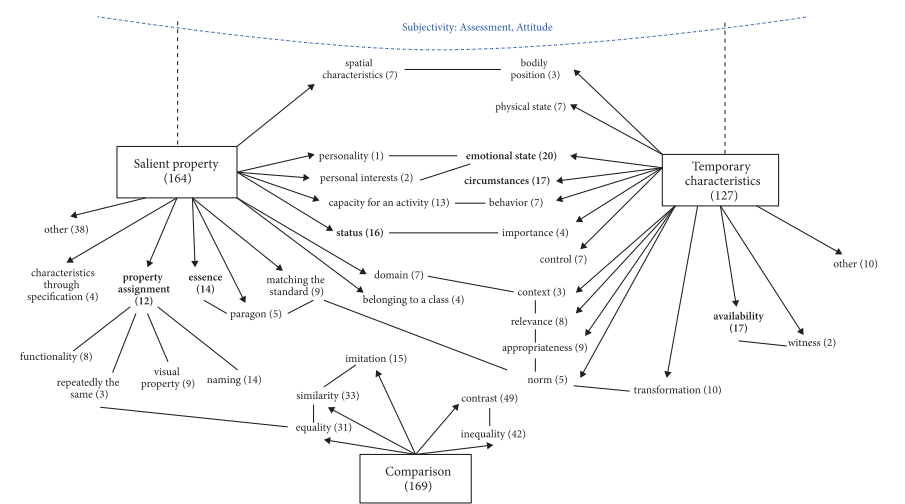 Subjectivity: Assessment, Attitude
spatial
characteristics (7)
bodily
position (3)
physical state (7)
Salient property
(164)
personality (1)
emotional state (20)
Temporary
characteristics
(127)
personal interests (2)
circumstances (17)
capacity for an activity (13)
behavior (7)
other (38)
status (16)
importance (4)
control (7)
other (10)
characteristics
through
specification (4)
property
assignment
(12)
essence
(14)
matching the
standard (9)
domain (7)
belonging to a class (4)
context (3)
paragon (5)
relevance (8)
availability
(17)
appropriateness (9)
witness (2)
functionality (8)
repeatedly the
same (3)
visual
property (9)
naming (14)
imitation (15)
norm (5)
transformation (10)
similarity (33)
contrast (49)
equality (31)
inequality (42)
Comparison
(169)